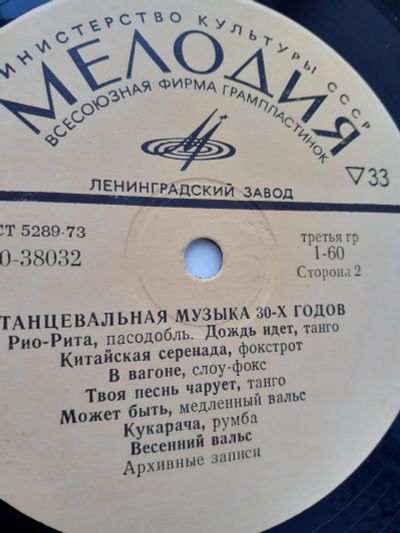 МИНИСТЕРСТВО КУЛЬТУРЫ СССР
МЕЛОДИЯ
ВСЕСОЮЗНАЯ ФИРМА ГРАМПЛАСТИНОК
ЛЕНИНГРАДСКИЙ ЗАВОД
▽33
СТ 5289-73
0-38032
третья гр
1-60
Сторона 2
ТАНЦЕВАЛЬНАЯ МУЗЫКА 30-Х ГОДОВ
Рио-Рита, пасодобль. Дождь идет, танго
Китайская серенада, фокстрот
В вагоне, слоу-фокс
Твоя песнь чарует, танго
Может быть, медленный вальс
Кукарача, румба
Весенний вальс
Архивные записи